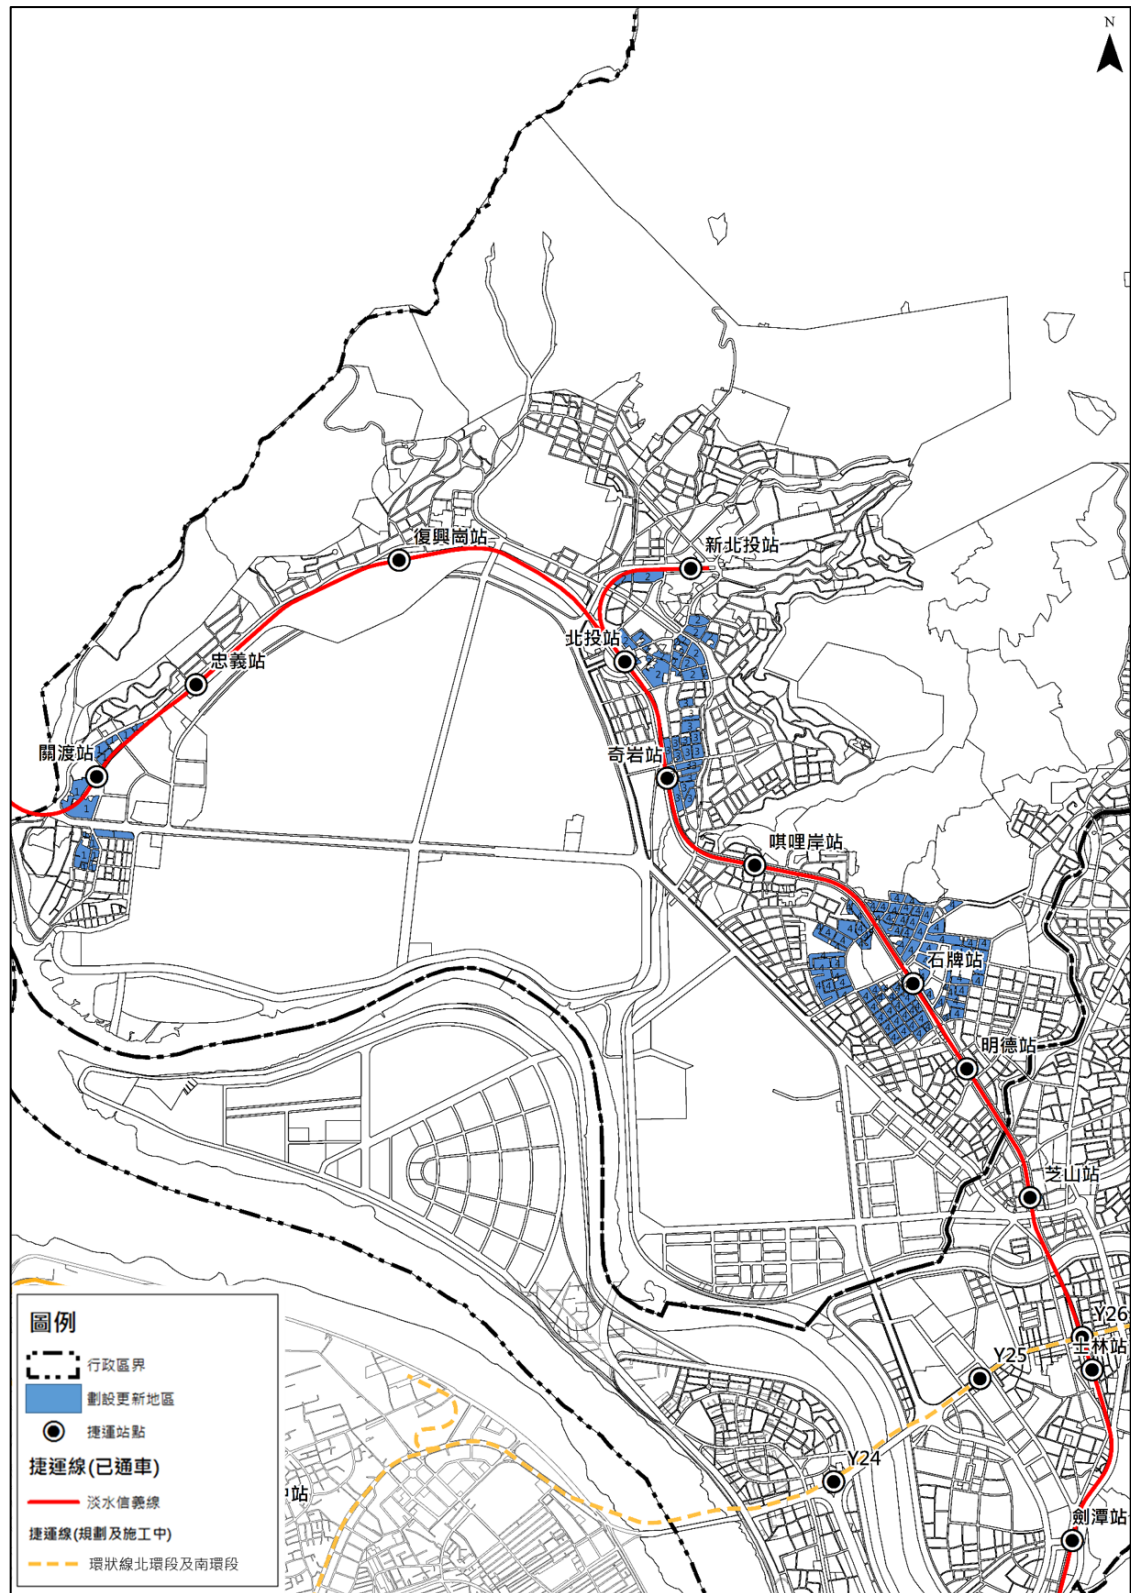 N
復興崗站
新北投站
北投站
忠義站
關渡站
奇岩站
唭哩岸站
石牌站
明德站
芝山站
Y26
士林站
Y25
Y24
劍潭站
圖例
行政區界
劃設更新地區
捷運站點
捷運線(已通車)
淡水信義線
捷運線(規劃及施工中)
環狀線北環段及南環段